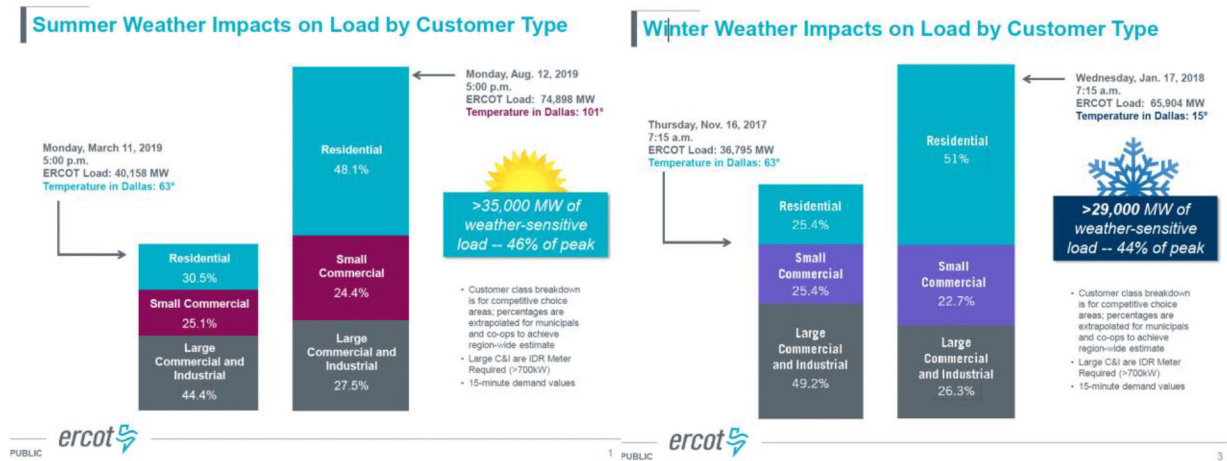 Summer Weather Impacts on Load by Customer Type
Monday, Aug. 12, 2019
5:00 p.m.
ERCOT Load: 74,898 MW
Temperature in Dallas: 101°
Monday, March 11, 2019
5:00 p.m.
ERCOT Load: 40,158 MW
Temperature in Dallas: 63°
Residential
48.1%
Small
Commercial
24.4%
Large
Commercial and
Industrial
27.5%
Residential
30.5%
Small Commercial
25.1%
Large
Commercial and
Industrial
44.4%
>35,000 MW of
weather-sensitive
load -- 46% of peak
• Customer class breakdown
is for competitive choice
areas; percentages are
extrapolated for municipals
and co-ops to achieve
region-wide estimate
• Large C&I are IDR Meter
Required (>700kW)
• 15-minute demand values
ercot
PUBLIC
1
Winter Weather Impacts on Load by Customer Type
Wednesday, Jan. 17, 2018
7:15 a.m.
ERCOT Load: 65,904 MW
Temperature in Dallas: 15°
Thursday, Nov. 16, 2017
7:15 a.m.
ERCOT Load: 36,795 MW
Temperature in Dallas: 63°
Residential
25.4%
Small
Commercial
25.4%
Large
Commercial
and Industrial
49.2%
Residential
51%
Small
Commercial
22.7%
Large
Commercial
and Industrial
26.3%
>29,000 MW of
weather-sensitive
load -- 44% of peak
• Customer class breakdown
is for competitive choice
areas; percentages are
extrapolated for municipals
and co-ops to achieve
region-wide estimate
• Large C&I are IDR Meter
Required (>700kW)
• 15-minute demand values
ercot
PUBLIC
3